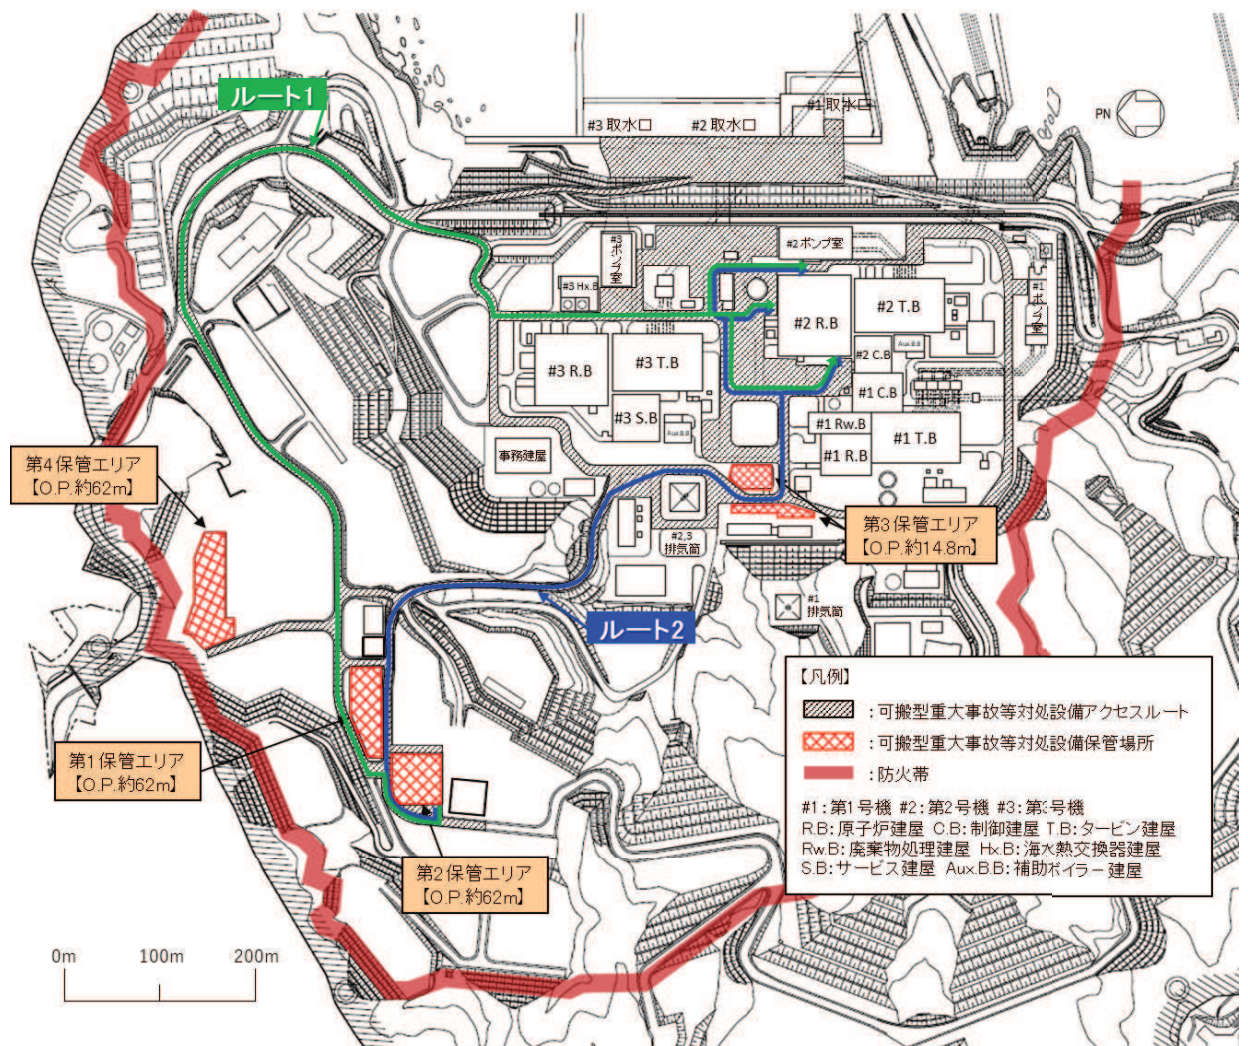 ルート1
#1 取水口
#3 取水口
#2 取水口
PN
#3
ポンプ室
#2 ポンプ室
#3 Hx.B
#1
ポンプ室
#2 R.B
#2 T.B
Aux.B.B
#2 C.B
#3 R.B
#3 T.B
#1 C.B
#3 S.B
Aux.B.B
#1 Rw.B
#1 T.B
#1 R.B
事務建屋
第4保管エリア
【O.P.約62m】
第3保管エリア
【O.P.約14.8m】
#2,3
排気筒
#1
排気筒
ルート2
第1保管エリア
【O.P.約62m】
第2保管エリア
【O.P.約62m】
【凡例】
:可搬型重大事故等対処設備アクセスルート
:可搬型重大事故等対処設備保管場所
:防火帯
#1:第1号機 #2:第2号機 #3:第3号機
R.B:原子炉建屋 C.B:制御建屋 T.B:タービン建屋
Rw.B:廃棄物処理建屋 Hx.B:海水熱交換器建屋
S.B:サービス建屋 Aux.B.B:補助ボイラー建屋
0m 100m 200m